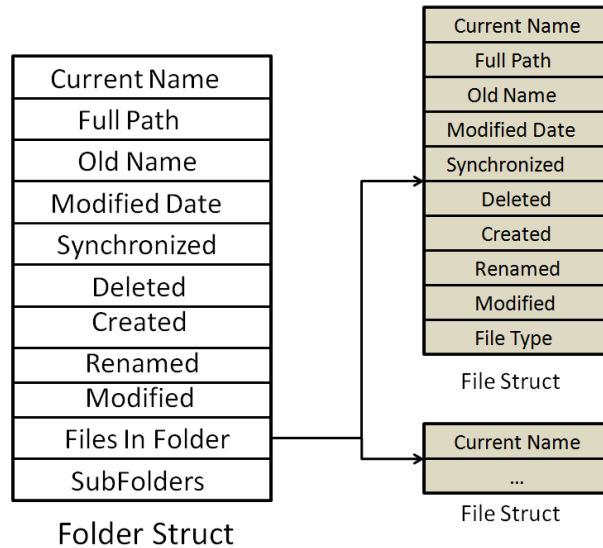 Current Name
Full Path
Old Name
Modified Date
Synchronized
Deleted
Created
Renamed
Modified
Files In Folder
SubFolders
Folder Struct
Current Name
Full Path
Old Name
Modified Date
Synchronized
Deleted
Created
Renamed
Modified
File Type
File Struct
Current Name
...
File Struct